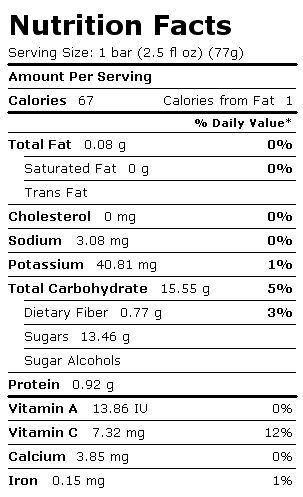 Nutrition Facts
Serving Size: 1 bar (2.5 fl oz) (77g)
Amount Per Serving
Calories 67 Calories from Fat 1
% Daily Value*
Total Fat 0.08 g 0%
Saturated Fat 0 g 0%
Trans Fat
Cholesterol 0 mg 0%
Sodium 3.08 mg 0%
Potassium 40.81 mg 1%
Total Carbohydrate 15.55 g 5%
Dietary Fiber 0.77 g 3%
Sugars 13.46 g
Sugar Alcohols
Protein 0.92 g
Vitamin A 13.86 IU 0%
Vitamin C 7.32 mg 12%
Calcium 3.85 mg 0%
Iron 0.15 mg 1%